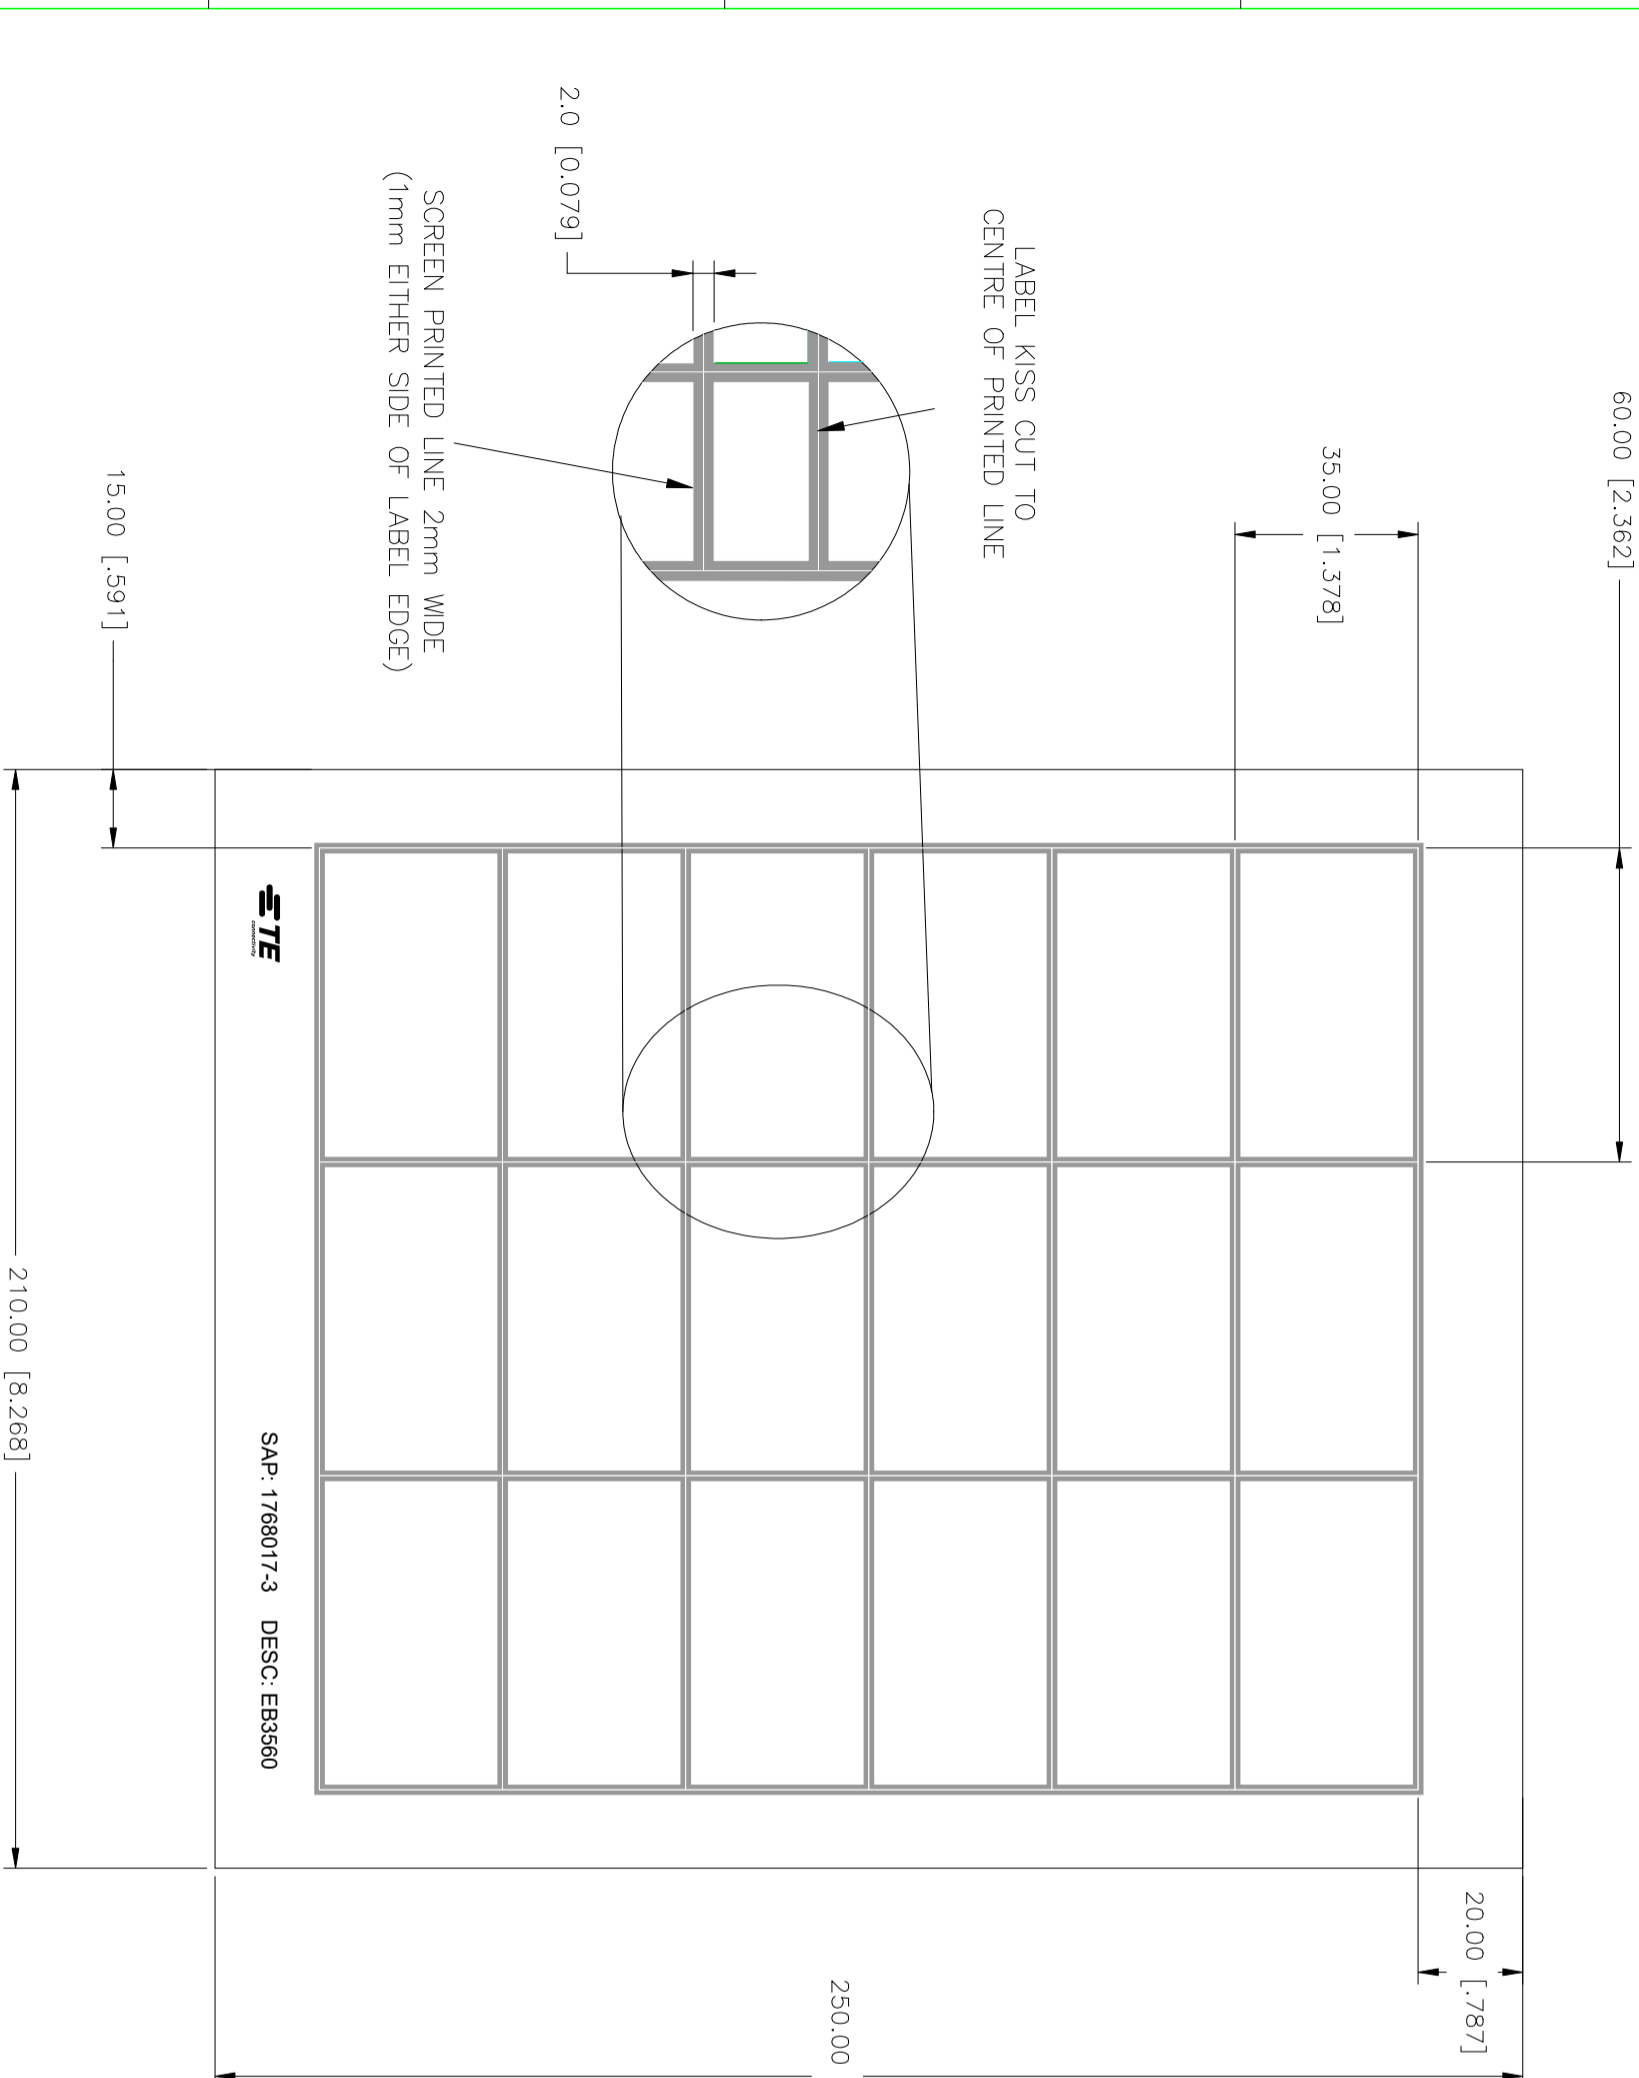 60.00 [2.362]
35.00 [1.378]
20.00 [.787]
250.00
LABEL KISS CUT TO
CENTRE OF PRINTED LINE
2.0 [0.079]
SCREEN PRINTED LINE 2mm WIDE
(1mm EITHER SIDE OF LABEL EDGE)
TE
connectivity
SAP: 1768017-3 DESC: EB3560
15.00 [.591]
210.00 [8.268]